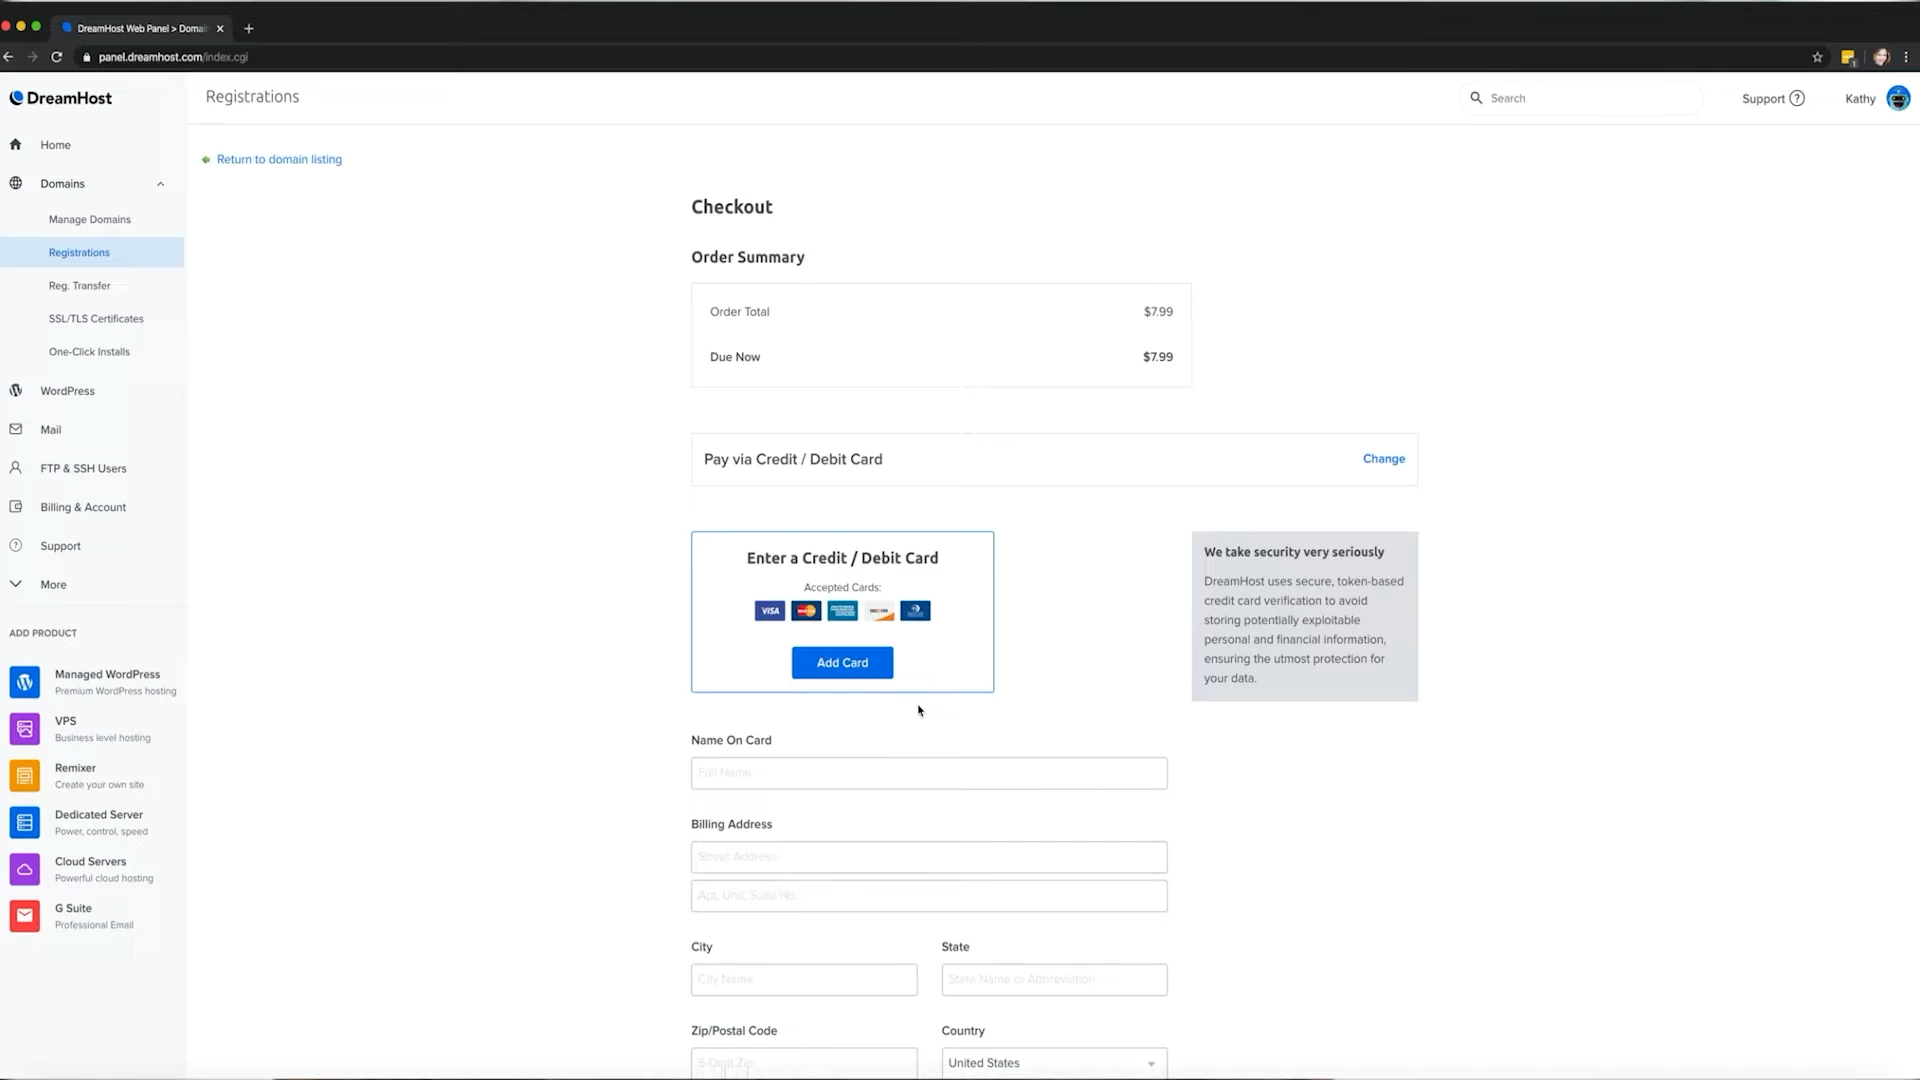 DreamHost Web Panel > Domai
panel.dreamhost.com/index.cgi
DreamHost
Registrations
Search
Support
Kathy
Home
Domains
Manage Domains
Registrations
Reg. Transfer
SSL/TLS Certificates
One-Click Installs
WordPress
Mail
FTP & SSH Users
Billing & Account
Support
More
ADD PRODUCT
Managed WordPress
Premium WordPress hosting
VPS
Business level hosting
Remixer
Create your own site
Dedicated Server
Power, control, speed
Cloud Servers
Powerful cloud hosting
G Suite
Professional Email
Return to domain listing
Checkout
Order Summary
Order Total $7.99
Due Now $7.99
Pay via Credit / Debit Card Change
Enter a Credit / Debit Card
Accepted Cards:
VISA
DISCOVER
Add Card
We take security very seriously
DreamHost uses secure, token-based
credit card verification to avoid
storing potentially exploitable
personal and financial information,
ensuring the utmost protection for
your data.
Name On Card
Full Name
Billing Address
Street Address
Apt, Unit, Suite No.
City State
City Name State Name or Abbreviation
Zip/Postal Code Country
5 Digit Zip United States